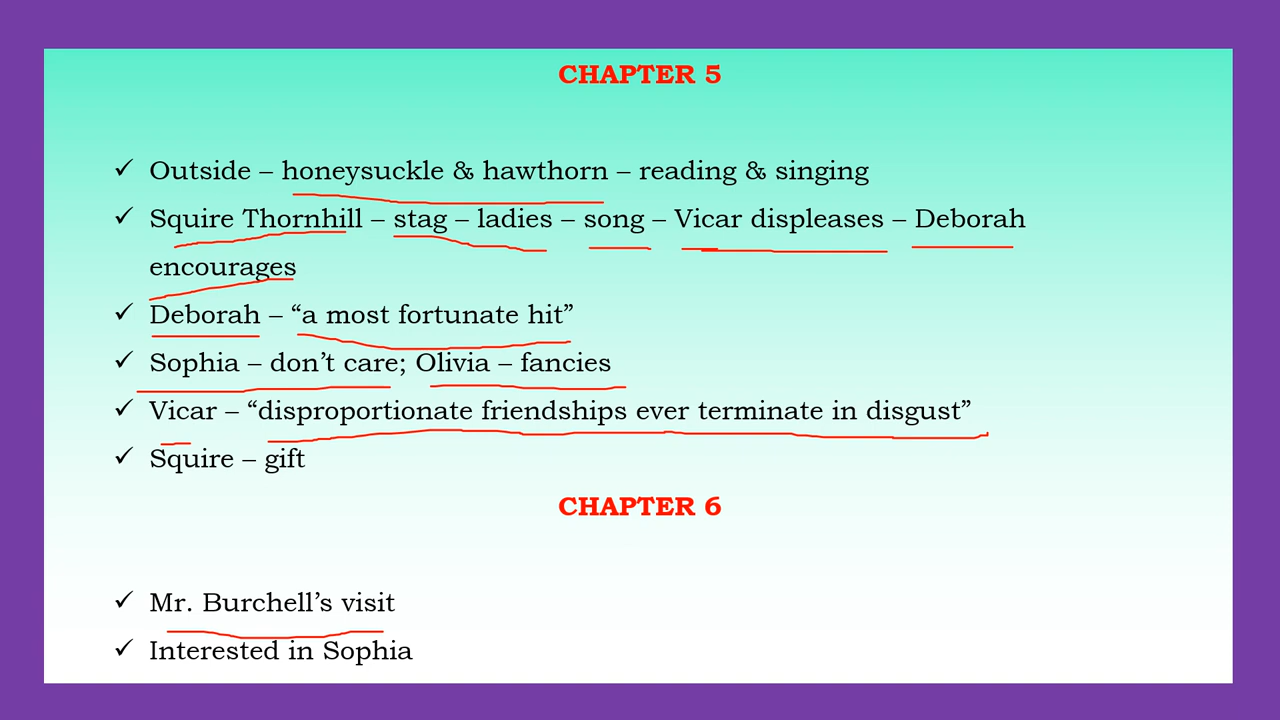 CHAPTER 5
✓ Outside – honeysuckle & hawthorn – reading & singing
✓ Squire Thornhill – stag – ladies – song – Vicar displeases – Deborah
encourages
✓ Deborah – “a most fortunate hit”
✓ Sophia – don’t care; Olivia – fancies
✓ Vicar – “disproportionate friendships ever terminate in disgust”
✓ Squire – gift
CHAPTER 6
✓ Mr. Burchell’s visit
✓ Interested in Sophia